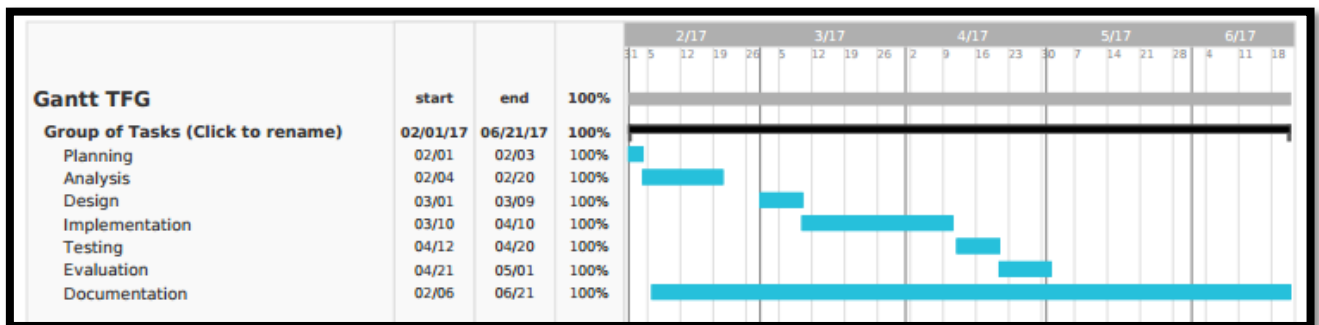 2/17 3/17 4/17 5/17 6/17
31 5 12 19 26 5 12 19 26 2 9 16 23 30 7 14 21 28 4 11 18
Gantt TFG start end 100%
Group of Tasks (Click to rename) 02/01/17 06/21/17 100%
Planning 02/01 02/03 100%
Analysis 02/04 02/20 100%
Design 03/01 03/09 100%
Implementation 03/10 04/10 100%
Testing 04/12 04/20 100%
Evaluation 04/21 05/01 100%
Documentation 02/06 06/21 100%